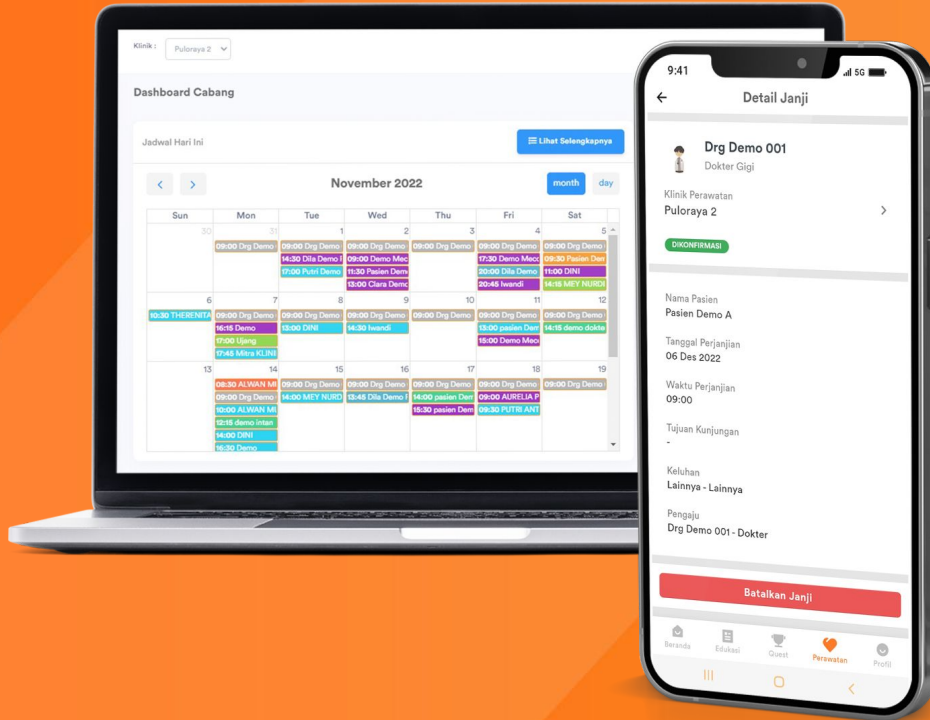 Klinik :
Puloraya 2
Dashboard Cabang
Jadwal Hari Ini
Lihat Selengkapnya
November 2022
month
day
Sun Mon Tue Wed Thu Fri Sat
30 31 1 2 3 4 5
09:00 Drg Demo 09:00 Drg Demo 09:00 Drg Demo 09:00 Drg Demo 09:00 Drg Demo 09:00 Drg Demo
14:30 Dila Demo 09:00 Demo Mec 17:30 Demo Meco 09:30 Pasien Dem
17:00 Putri Demo 11:30 Pasien Dem 20:00 Dila Demo 11:00 DINI
13:00 Clara Demo 20:45 Iwandi 14:15 MEY NURDI
6 7 8 9 10 11 12
10:30 THERENITA 09:00 Drg Demo 09:00 Drg Demo 09:00 Drg Demo 09:00 Drg Demo 09:00 Drg Demo 09:00 Drg Demo
16:15 Demo 13:00 DINI 14:30 Iwandi 13:00 pasien Dem 14:15 demo dokte
17:00 Ujang 15:00 Demo Meco
17:45 Mitra KLINI
13 14 15 16 17 18 19
08:30 ALWAN MI 09:00 Drg Demo 09:00 Drg Demo 09:00 Drg Demo 09:00 Drg Demo 09:00 Drg Demo
09:00 Drg Demo 14:00 MEY NURD 13:45 Dila Demo 14:00 pasien Dem 09:00 AURELIA P
10:00 ALWAN MI 15:30 pasien Dem 09:30 PUTRI ANT
12:15 demo intan
14:00 DINI
16:30 Demo
9:41
5G
Detail Janji
Drg Demo 001
Dokter Gigi
Klinik Perawatan
Puloraya 2
DIKONFIRMASI
Nama Pasien
Pasien Demo A
Tanggal Perjanjian
06 Des 2022
Waktu Perjanjian
09:00
Tujuan Kunjungan
-
Keluhan
Lainnya - Lainnya
Pengaju
Drg Demo 001 - Dokter
Batalkan Janji
Beranda
Edukasi
Quest
Perawatan
Profil